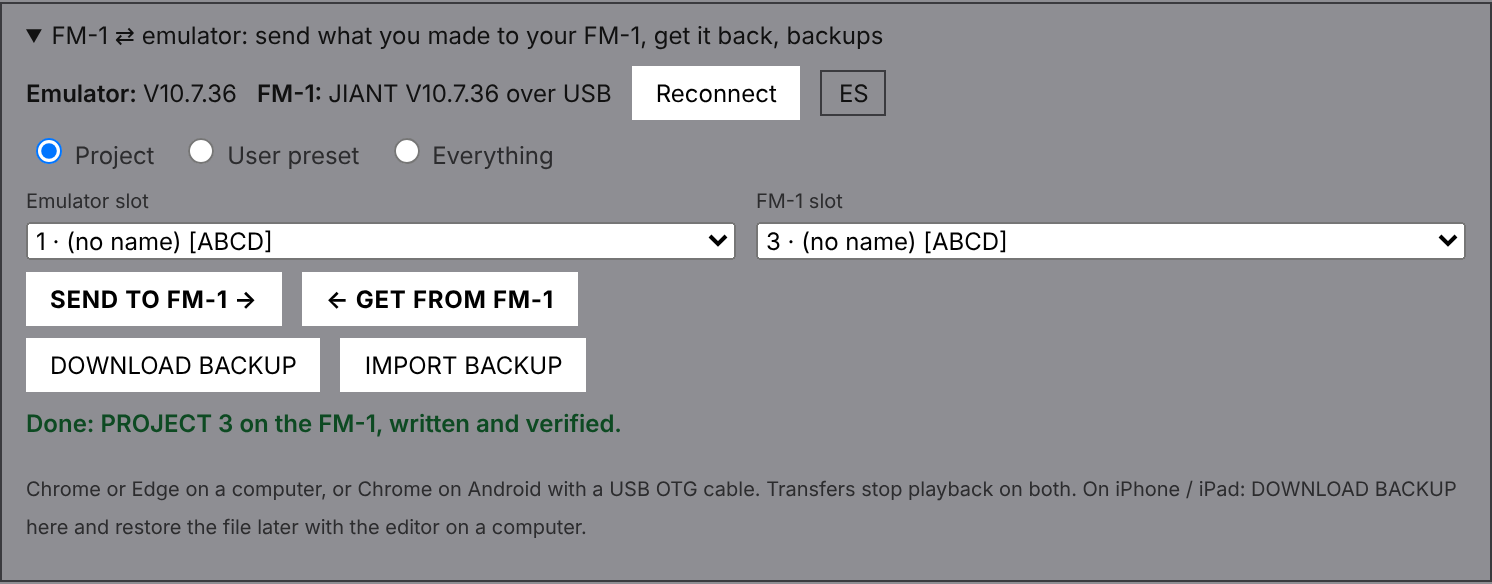 ▼ FM-1 ⇄ emulator: send what you made to your FM-1, get it back, backups
Emulator: V10.7.36 FM-1: JIANT V10.7.36 over USB Reconnect ES
Project User preset Everything
Emulator slot FM-1 slot
1 · (no name) [ABCD] 3 · (no name) [ABCD]
SEND TO FM-1 → ← GET FROM FM-1
DOWNLOAD BACKUP IMPORT BACKUP
Done: PROJECT 3 on the FM-1, written and verified.
Chrome or Edge on a computer, or Chrome on Android with a USB OTG cable. Transfers stop playback on both. On iPhone / iPad: DOWNLOAD BACKUP
here and restore the file later with the editor on a computer.